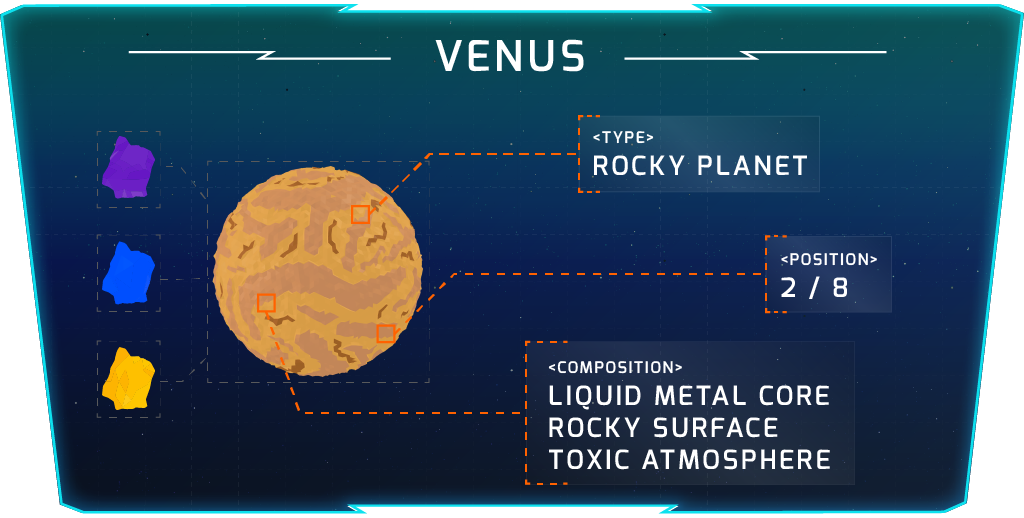 VENUS
<TYPE>
ROCKY PLANET
<POSITION>
2 / 8
<COMPOSITION>
LIQUID METAL CORE
ROCKY SURFACE
TOXIC ATMOSPHERE